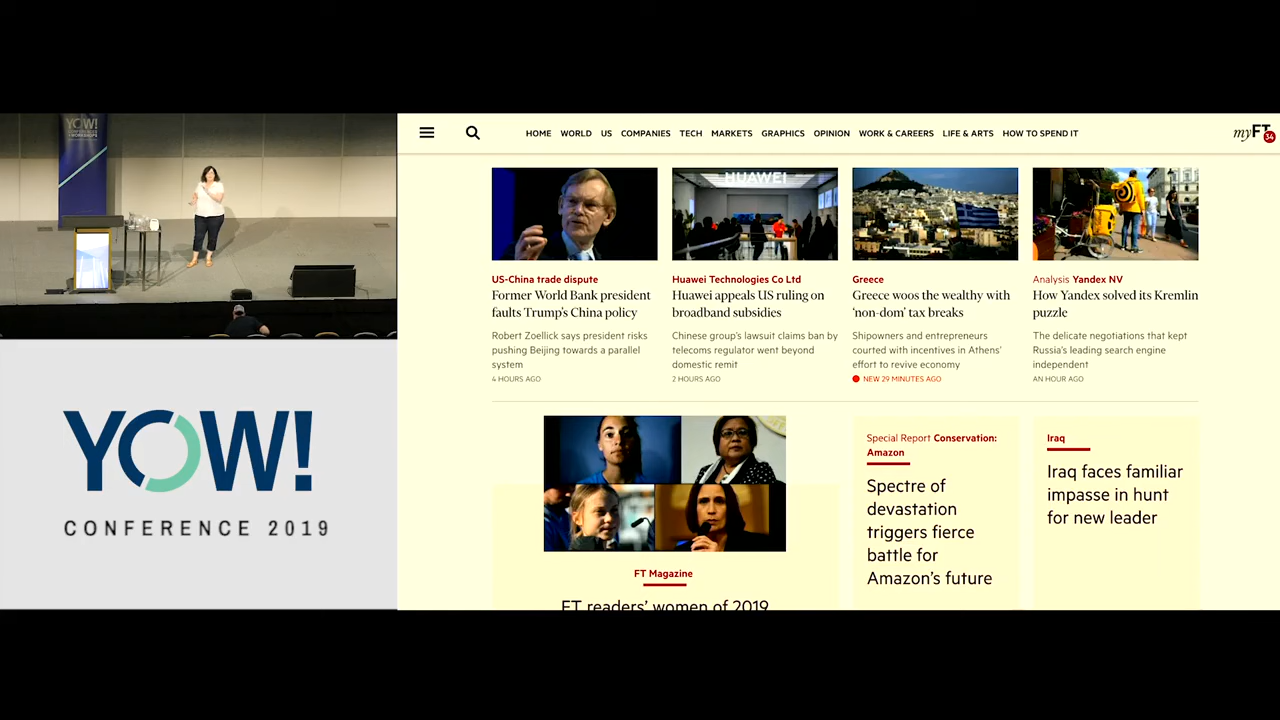 YOW!
YOW!
CONFERENCE 2019
HOME WORLD US COMPANIES TECH MARKETS GRAPHICS OPINION WORK & CAREERS LIFE & ARTS HOW TO SPEND IT
myFT 34
HUAWEI
US-China trade dispute
Former World Bank president
faults Trump's China policy
Robert Zoellick says president risks
pushing Beijing towards a parallel
system
4 HOURS AGO
Huawei Technologies Co Ltd
Huawei appeals US ruling on
broadband subsidies
Chinese group's lawsuit claims ban by
telecoms regulator went beyond
domestic remit
2 HOURS AGO
Greece
Greece woos the wealthy with
'non-dom' tax breaks
Shipowners and entrepreneurs
courted with incentives in Athens'
effort to revive economy
NEW 29 MINUTES AGO
Analysis Yandex NV
How Yandex solved its Kremlin
puzzle
The delicate negotiations that kept
Russia's leading search engine
independent
AN HOUR AGO
FT Magazine
FT readers' women of 2019
Special Report Conservation:
Amazon
Spectre of
devastation
triggers fierce
battle for
Amazon's future
Iraq
Iraq faces familiar
impasse in hunt
for new leader